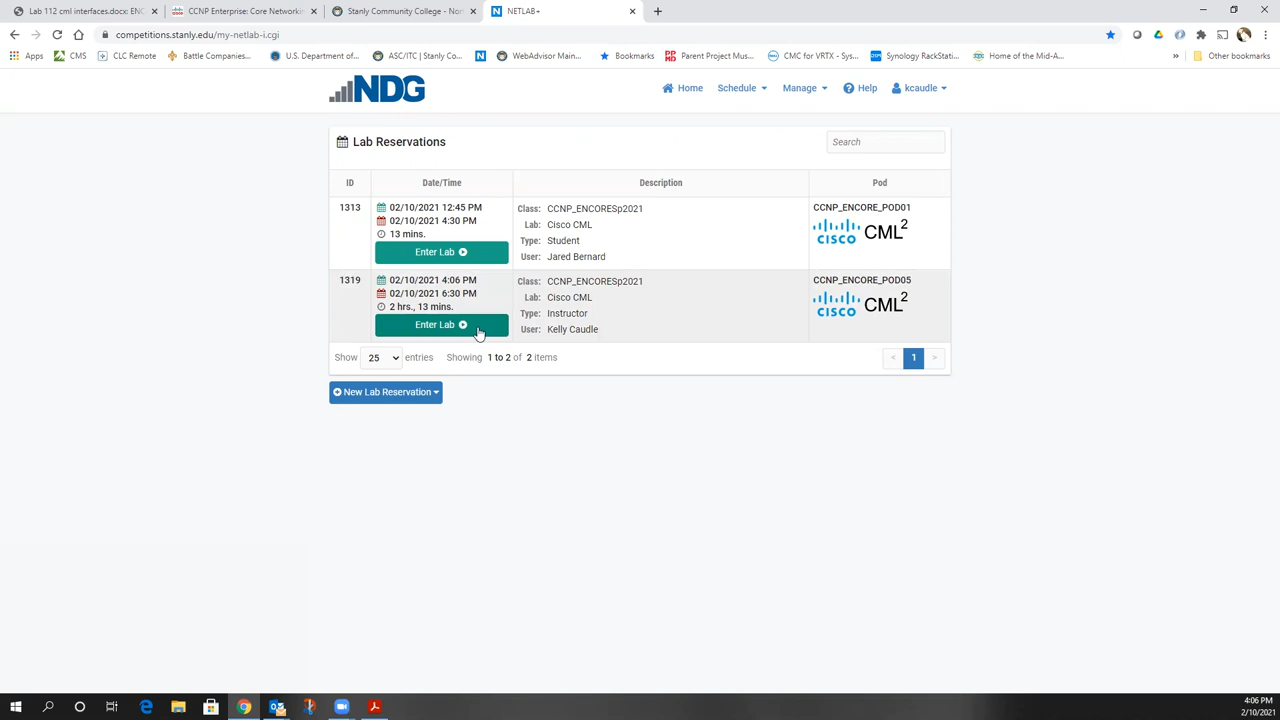 Lab 112 cml interfaces.docx: ENC
CCNP Enterprise: Core Networkin
Stanly Community College - Nor
NETLAB+
competitions.stanly.edu/my-netlab-i.cgi
Apps
CMS
CLC Remote
Battle Companies...
U.S. Department of...
ASC/ITC | Stanly Co...
WebAdvisor Main...
Bookmarks
Parent Project Mus...
CMC for VRTX - Sys...
Synology RackStati...
Home of the Mid-A...
»
Other bookmarks
NDG
Home
Schedule
Manage
Help
kcaudle
Lab Reservations
Search
ID
Date/Time
Description
Pod
1313
02/10/2021 12:45 PM
02/10/2021 4:30 PM
13 mins.
Enter Lab
Class: CCNP_ENCORESp2021
Lab: Cisco CML
Type: Student
User: Jared Bernard
CCNP_ENCORE_POD01
CISCO CML2
1319
02/10/2021 4:06 PM
02/10/2021 6:30 PM
2 hrs., 13 mins.
Enter Lab
Class: CCNP_ENCORESp2021
Lab: Cisco CML
Type: Instructor
User: Kelly Caudle
CCNP_ENCORE_POD05
CISCO CML2
Show 25 entries Showing 1 to 2 of 2 items
< 1 >
New Lab Reservation
4:06 PM
2/10/2021